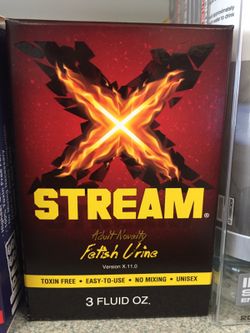 X
STREAM®
Adult Novelty
Fetish Urine
Version X.11.0
TOXIN FREE • EASY-TO-USE • NO MIXING • UNISEX
3 FLUID OZ.